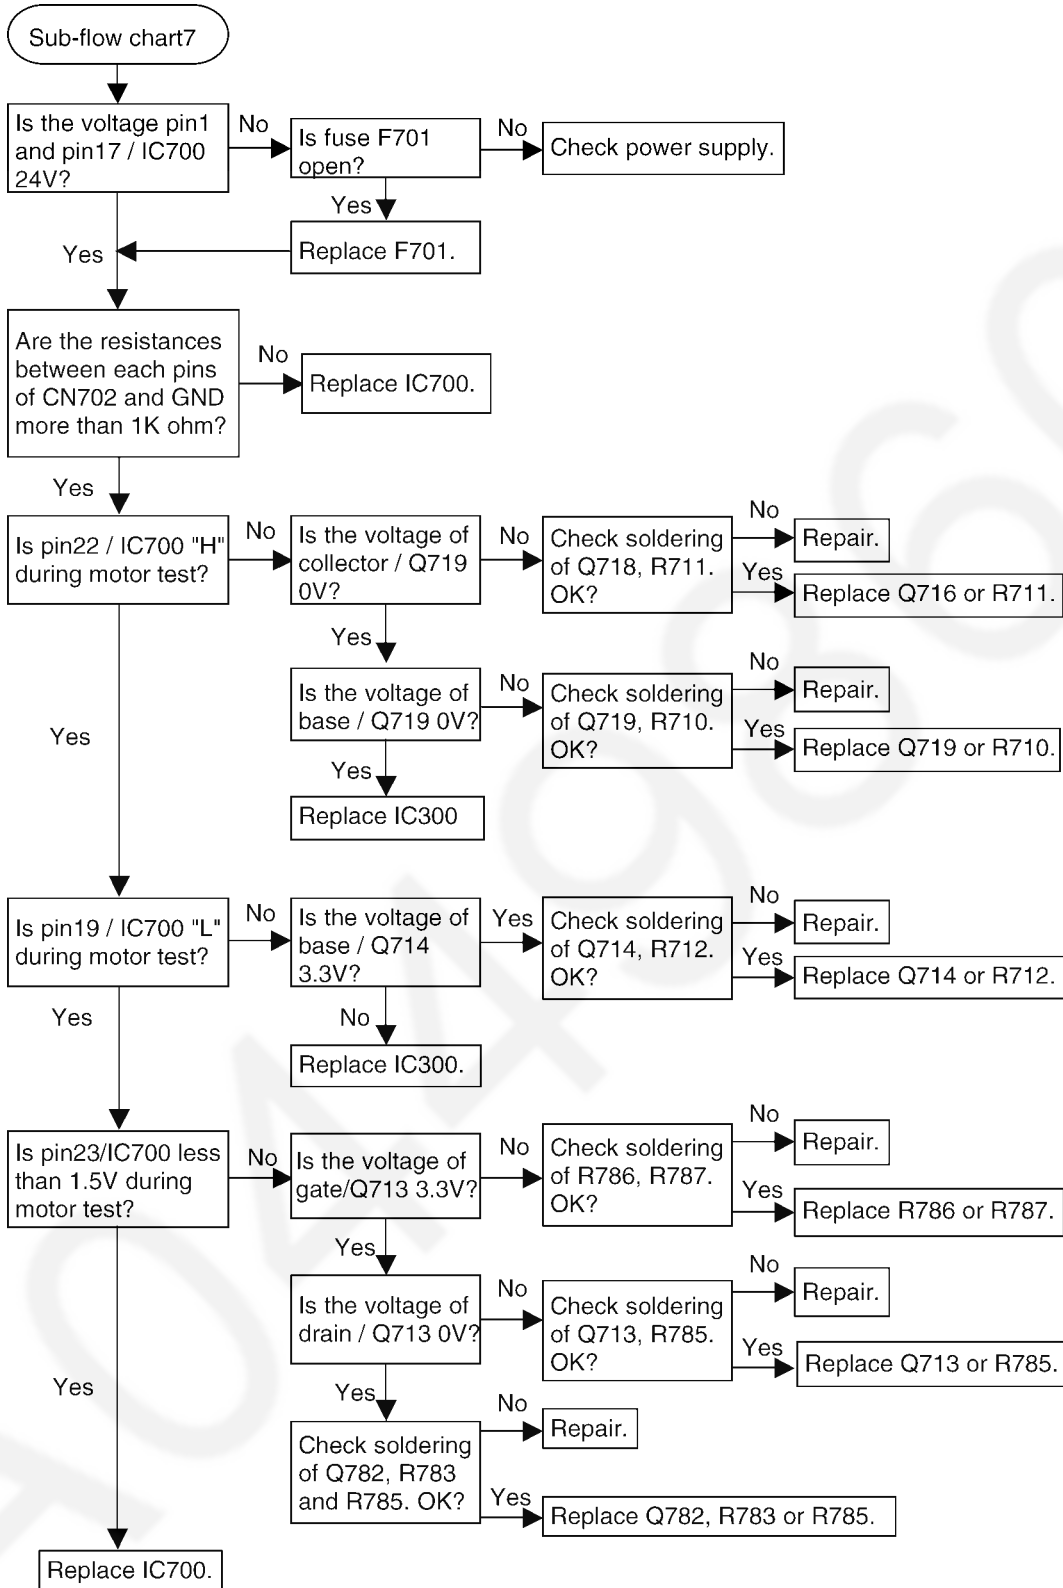 Sub-flow chart7
Is the voltage pin1
and pin17 / IC700
24V?
No
Is fuse F701
open?
No
Check power supply.
Yes
Replace F701.
Yes
Are the resistances
between each pins
of CN702 and GND
more than 1K ohm?
No
Replace IC700.
Yes
Is pin22 / IC700 "H"
during motor test?
No
Is the voltage of
collector / Q719
0V?
No
Check soldering
of Q718, R711.
OK?
No
Repair.
Yes
Replace Q716 or R711.
Yes
Is the voltage of
base / Q719 0V?
No
Check soldering
of Q719, R710.
OK?
No
Repair.
Yes
Replace Q719 or R710.
Yes
Replace IC300
Yes
Is pin19 / IC700 "L"
during motor test?
No
Is the voltage of
base / Q714
3.3V?
Yes
Check soldering
of Q714, R712.
OK?
No
Repair.
Yes
Replace Q714 or R712.
No
Replace IC300.
Yes
Is pin23/IC700 less
than 1.5V during
motor test?
No
Is the voltage of
gate/Q713 3.3V?
No
Check soldering
of R786, R787.
OK?
No
Repair.
Yes
Replace R786 or R787.
Yes
Is the voltage of
drain / Q713 0V?
No
Check soldering
of Q713, R785.
OK?
No
Repair.
Yes
Replace Q713 or R785.
Yes
Check soldering
of Q782, R783
and R785. OK?
No
Repair.
Yes
Replace Q782, R783 or R785.
Yes
Replace IC700.